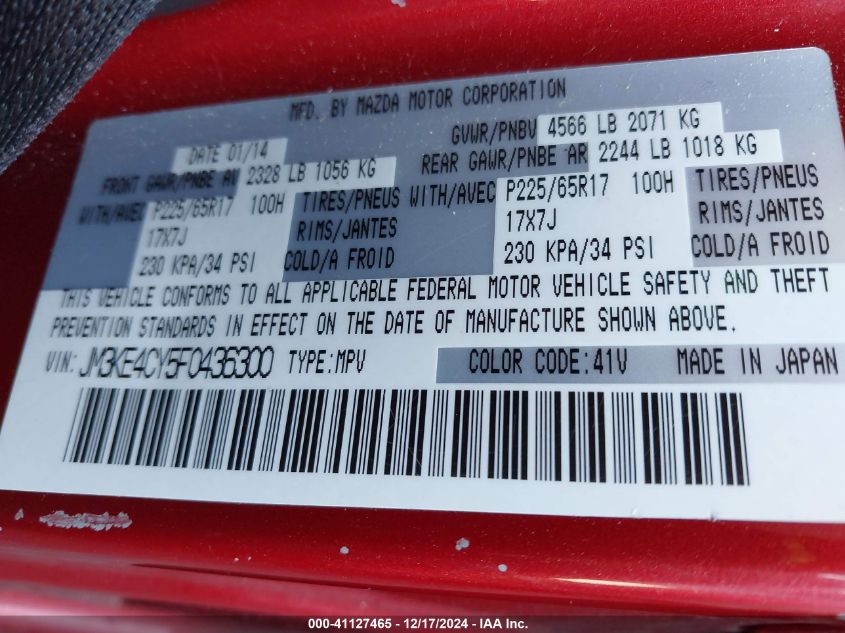 MFD. BY MAZDA MOTOR CORPORATION
DATE 01/14 GVWR/PNBV 4566 LB 2071 KG
FRONT GAWR/PNBE AV 2328 LB 1056 KG REAR GAWR/PNBE AR 2244 LB 1018 KG
WITH/AVEC P225/65R17 100H TIRES/PNEUS WITH/AVEC P225/65R17 100H TIRES/PNEUS
17X7J RIMS/JANTES 17X7J RIMS/JANTES
230 KPA/34 PSI COLD/A FROID 230 KPA/34 PSI COLD/A FROID
THIS VEHICLE CONFORMS TO ALL APPLICABLE FEDERAL MOTOR VEHICLE SAFETY AND THEFT
PREVENTION STANDARDS IN EFFECT ON THE DATE OF MANUFACTURE SHOWN ABOVE.
VIN: JM3KE4CY5F0436300 TYPE:MPV COLOR CODE:41V MADE IN JAPAN
000-41127465 - 12/17/2024 - IAA Inc.